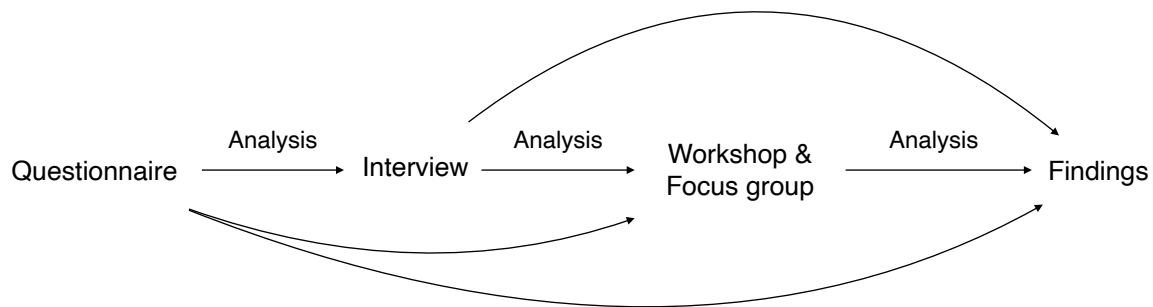 Analysis
Analysis
Analysis
Questionnaire
Interview
Workshop &
Focus group
Findings